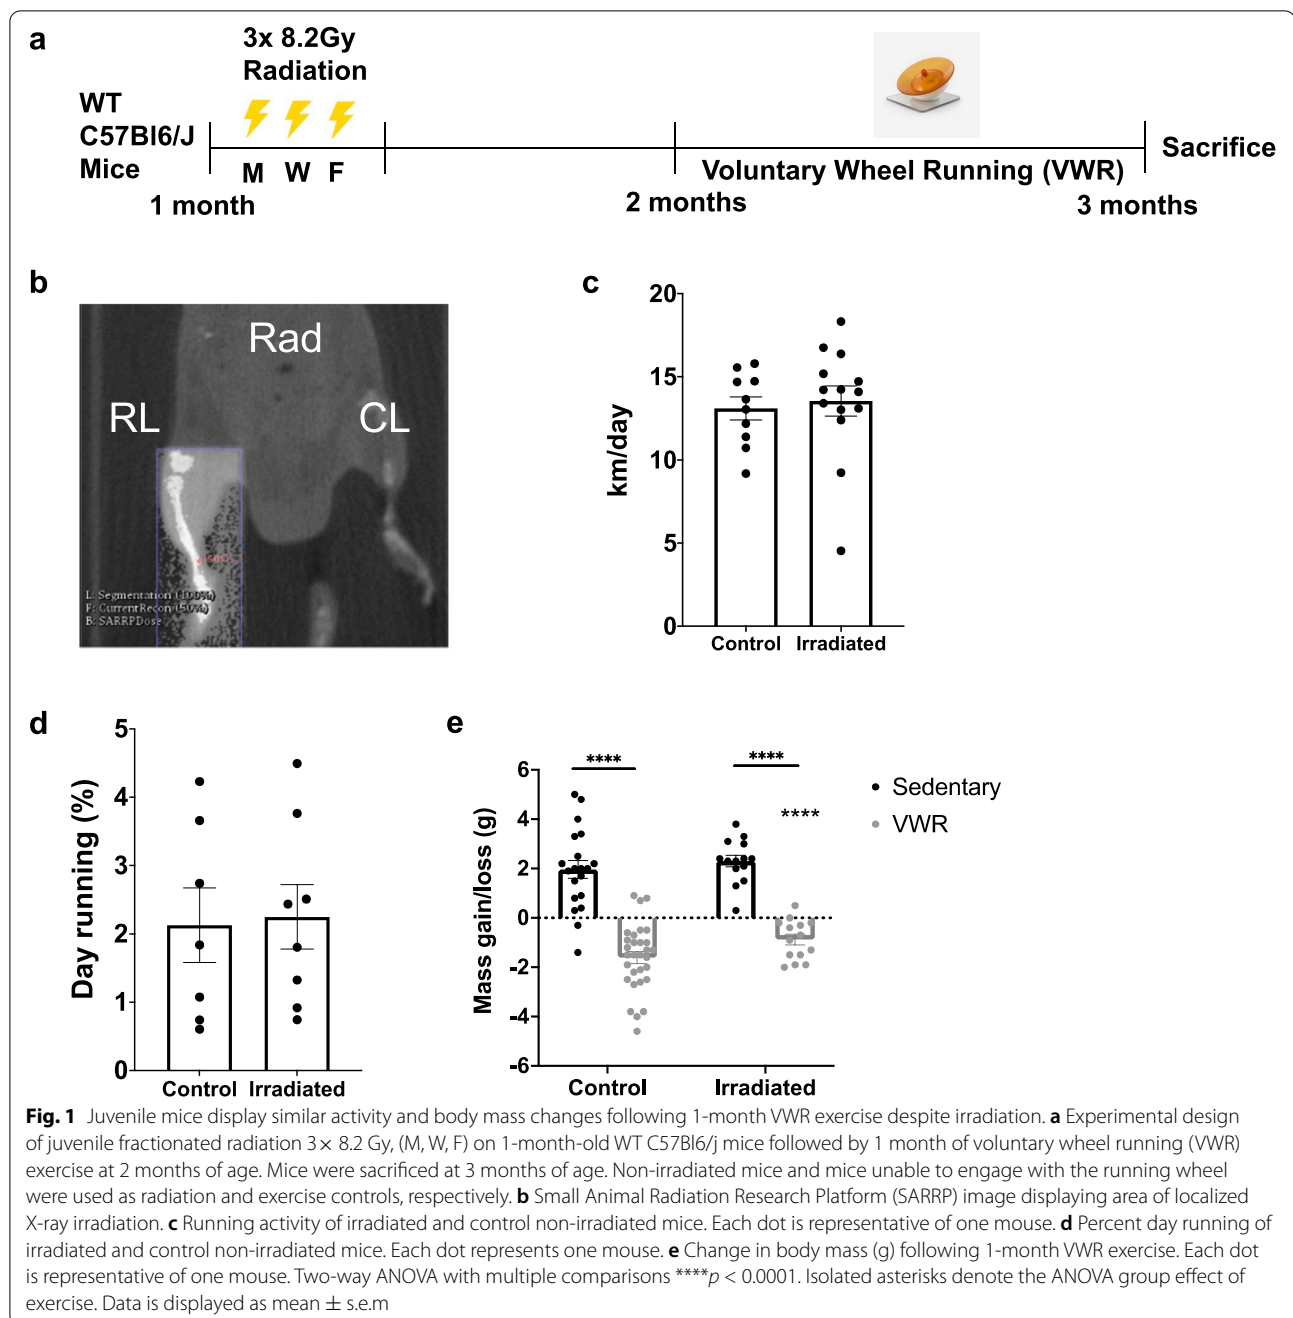 a
3x 8.2Gy
Radiation
WT
C57Bl6/J
Mice
M W F
Voluntary Wheel Running (VWR)
Sacrifice
1 month
2 months
3 months
b
Rad
RL
CL
L: Segmentation (100%)
F: CurrentRecon (50%)
B: SARRPDose
c
km/day
20
15
10
5
0
Control
Irradiated
d
Day running (%)
5
4
3
2
1
0
Control
Irradiated
e
Mass gain/loss (g)
6
4
2
0
-2
-4
-6
****
****
****
Sedentary
VWR
Control
Irradiated
Fig. 1 Juvenile mice display similar activity and body mass changes following 1-month VWR exercise despite irradiation. a Experimental design
of juvenile fractionated radiation 3× 8.2 Gy, (M, W, F) on 1-month-old WT C57Bl6/j mice followed by 1 month of voluntary wheel running (VWR)
exercise at 2 months of age. Mice were sacrificed at 3 months of age. Non-irradiated mice and mice unable to engage with the running wheel
were used as radiation and exercise controls, respectively. b Small Animal Radiation Research Platform (SARRP) image displaying area of localized
X-ray irradiation. c Running activity of irradiated and control non-irradiated mice. Each dot is representative of one mouse. d Percent day running of
irradiated and control non-irradiated mice. Each dot represents one mouse. e Change in body mass (g) following 1-month VWR exercise. Each dot
is representative of one mouse. Two-way ANOVA with multiple comparisons ****p < 0.0001. Isolated asterisks denote the ANOVA group effect of
exercise. Data is displayed as mean ± s.e.m